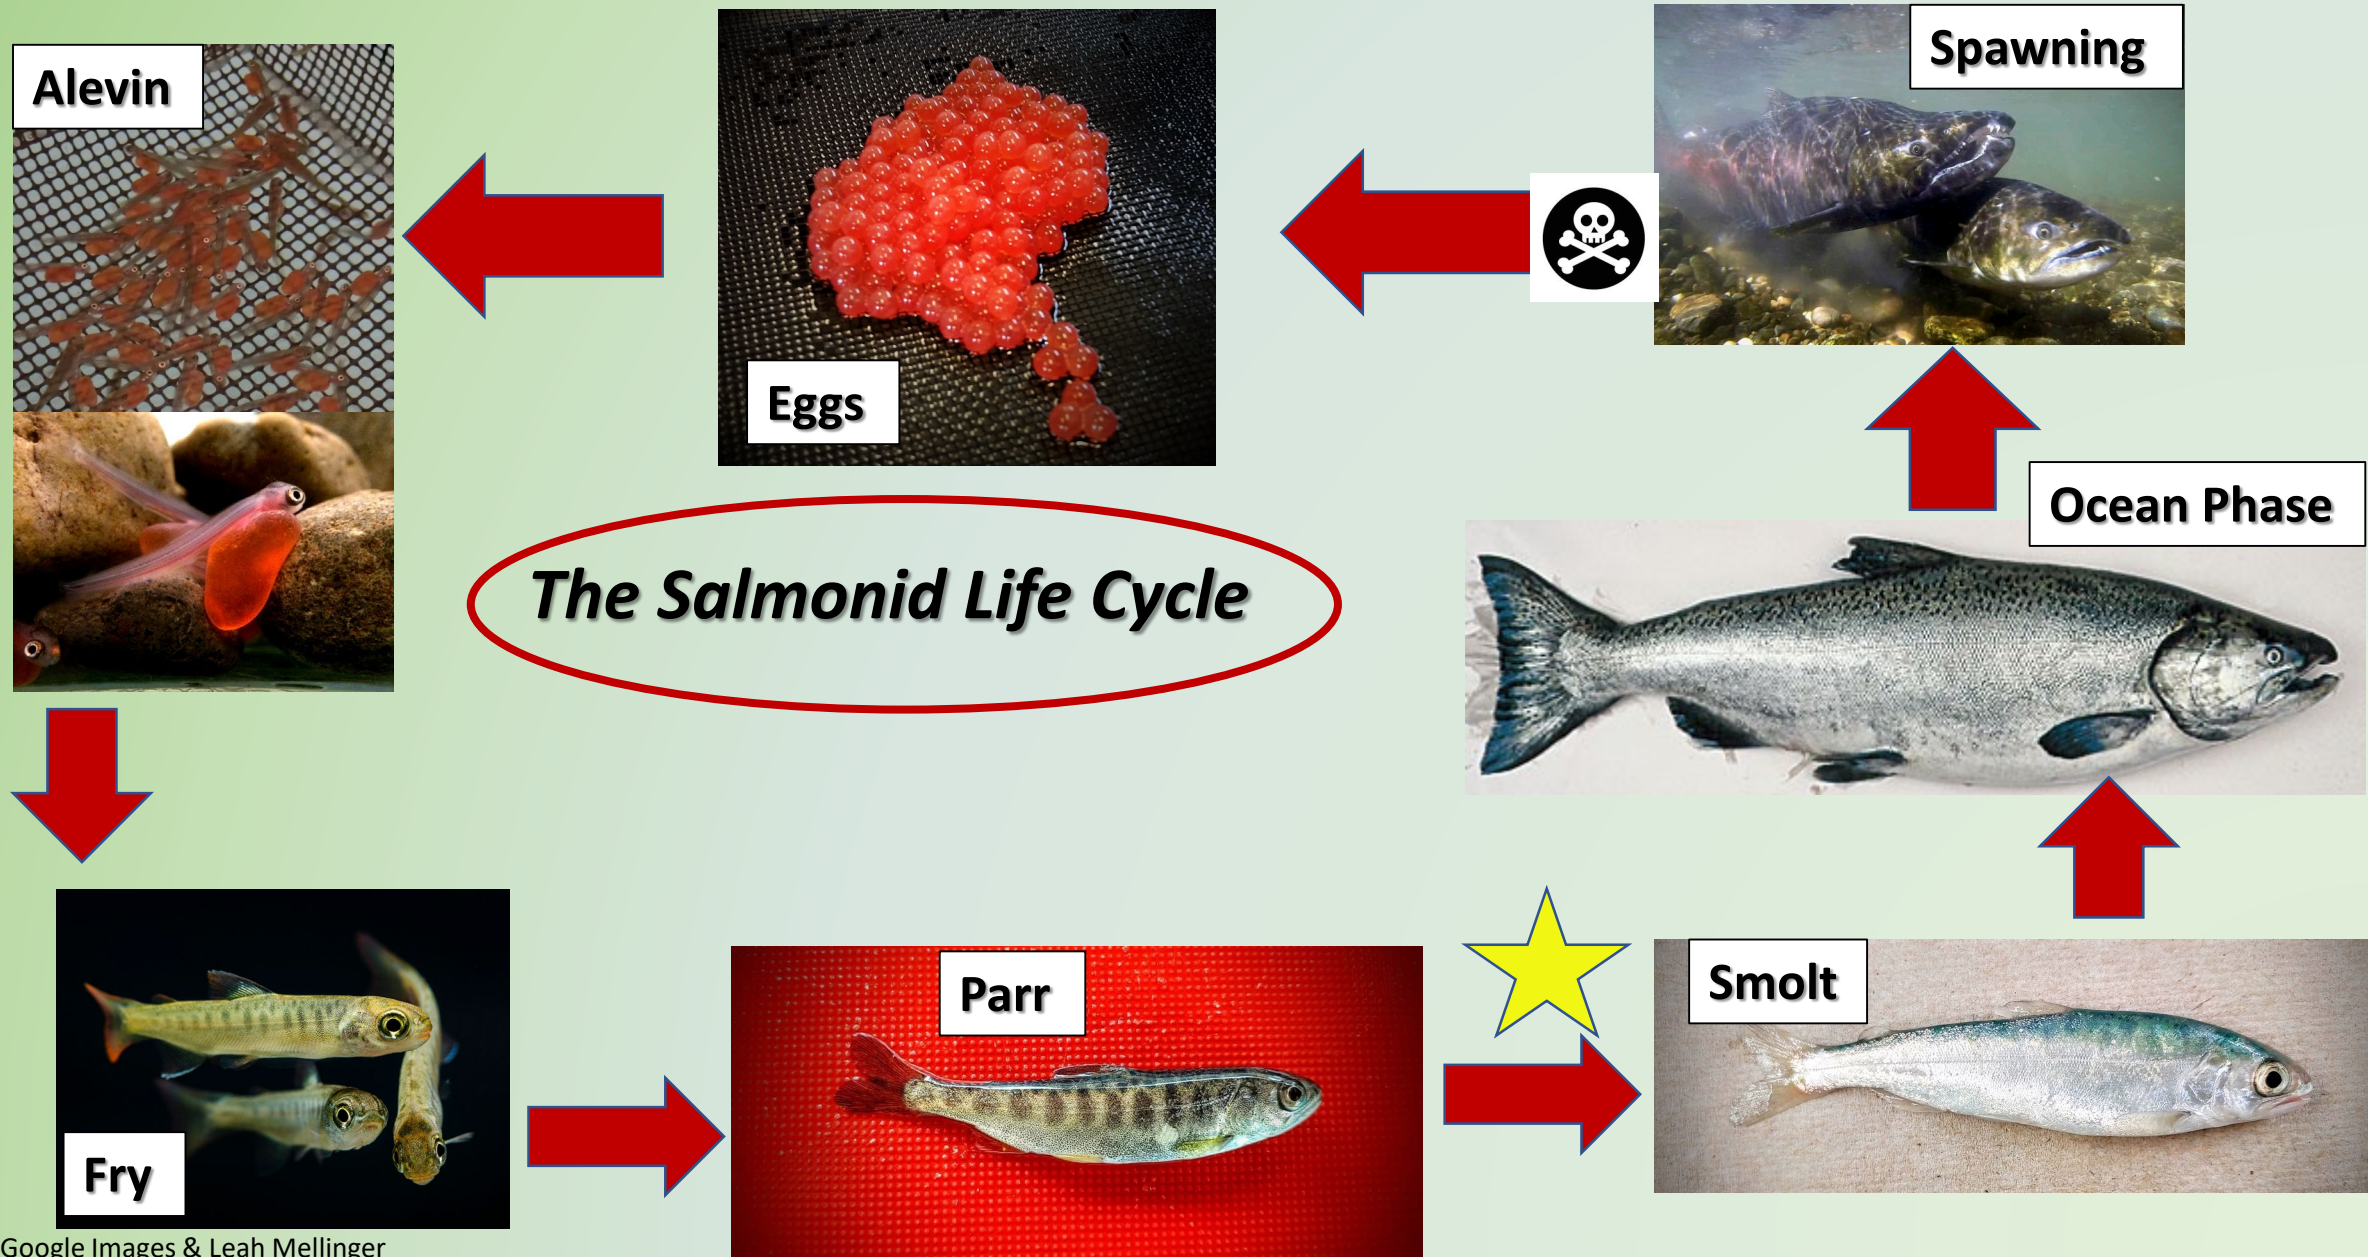 Alevin
Spawning
Eggs
Ocean Phase
The Salmonid Life Cycle
Parr
Smolt
Fry
Google Images & Leah Mellinger